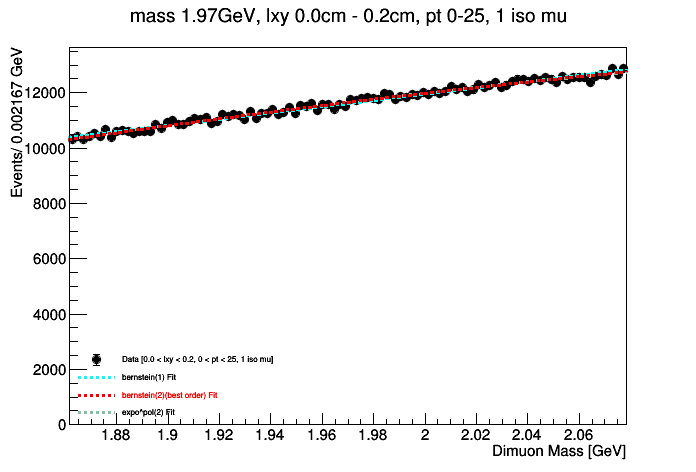 mass 1.97GeV, lxy 0.0cm - 0.2cm, pt 0-25, 1 iso mu
Events/ 0.002167 GeV
12000
10000
8000
6000
4000
2000
0
Data [0.0 < lxy < 0.2, 0 < pt < 25, 1 iso mu]
bernstein(1) Fit
bernstein(2)(best order) Fit
expo^pol(2) Fit
1.88 1.9 1.92 1.94 1.96 1.98 2 2.02 2.04 2.06
Dimuon Mass [GeV]